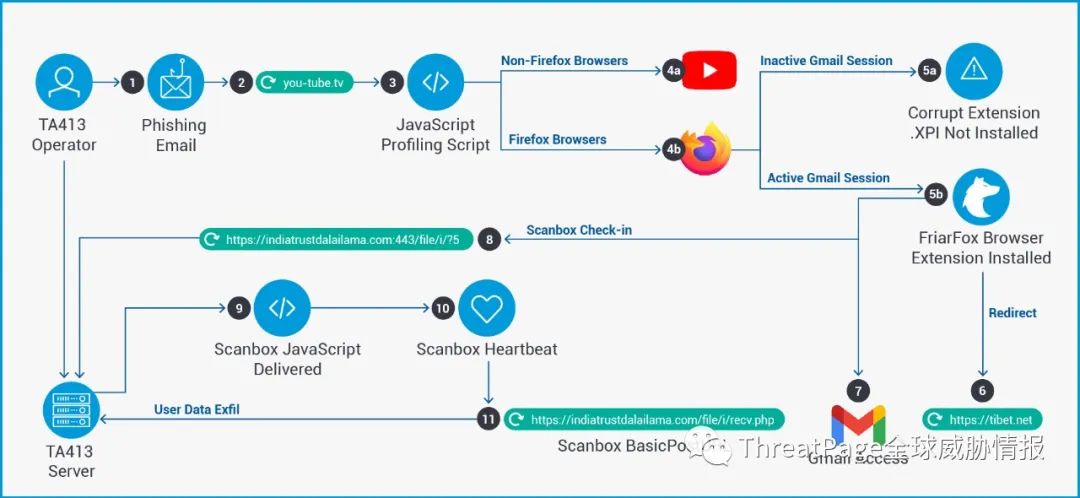 Non-Firefox Browsers
Inactive Gmail Session
1
2
you-tube.tv
3
4a
5a
TA413
Operator
Phishing
Email
JavaScript
Profiling Script
Corrupt Extension
.XPI Not Installed
Firefox Browsers
4b
Active Gmail Session
5b
https://indiatrustdalailama.com:443/file/i/?5
8
Scanbox Check-in
FriarFox Browser
Extension Installed
9
10
Redirect
Scanbox JavaScript
Delivered
Scanbox Heartbeat
7
6
User Data Exfil
11
https://indiatrustdalailama.com/file/i/recv.php
https://tibet.net
TA413
Server
Scanbox BasicPos
Gmail Access
ThreatPage全球威胁情报